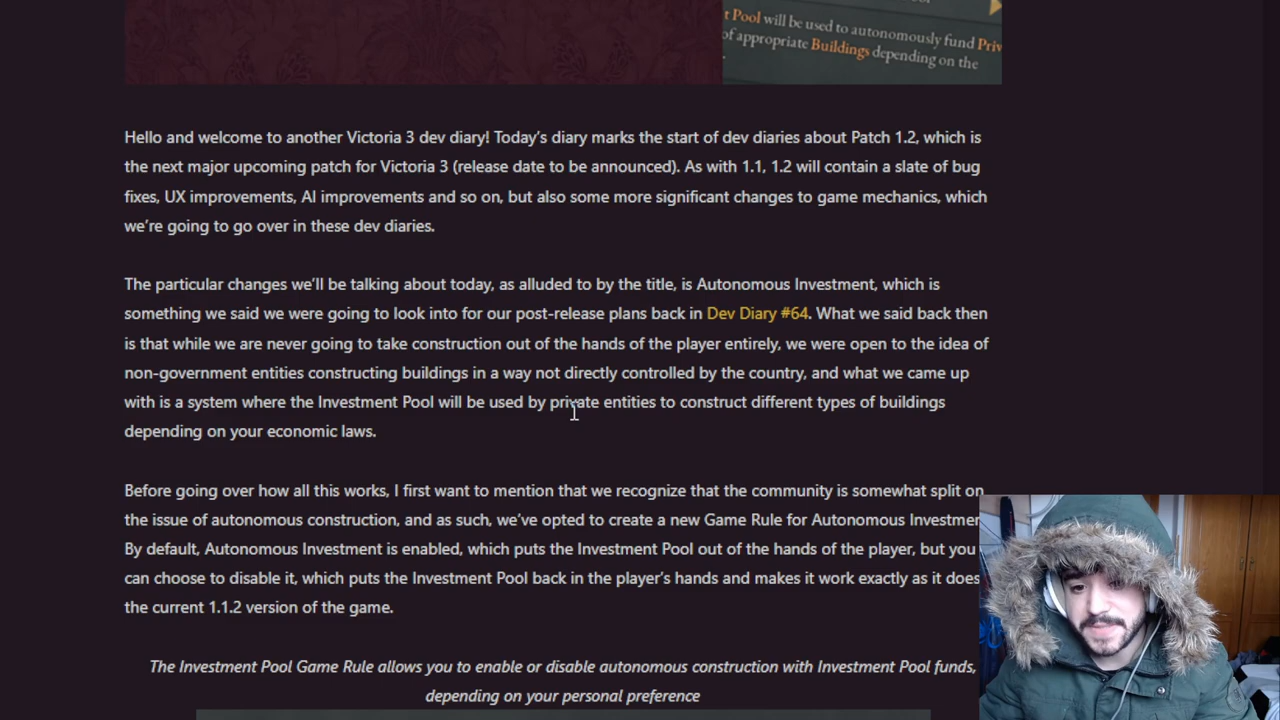 t Pool will be used to autonomously fund Priv
of appropriate Buildings depending on the
Hello and welcome to another Victoria 3 dev diary! Today's diary marks the start of dev diaries about Patch 1.2, which is
the next major upcoming patch for Victoria 3 (release date to be announced). As with 1.1, 1.2 will contain a slate of bug
fixes, UX improvements, AI improvements and so on, but also some more significant changes to game mechanics, which
we're going to go over in these dev diaries.
The particular changes we'll be talking about today, as alluded to by the title, is Autonomous Investment, which is
something we said we were going to look into for our post-release plans back in Dev Diary #64. What we said back then
is that while we are never going to take construction out of the hands of the player entirely, we were open to the idea of
non-government entities constructing buildings in a way not directly controlled by the country, and what we came up
with is a system where the Investment Pool will be used by private entities to construct different types of buildings
depending on your economic laws.
Before going over how all this works, I first want to mention that we recognize that the community is somewhat split on
the issue of autonomous construction, and as such, we've opted to create a new Game Rule for Autonomous Investmen
By default, Autonomous Investment is enabled, which puts the Investment Pool out of the hands of the player, but you
can choose to disable it, which puts the Investment Pool back in the player's hands and makes it work exactly as it does
the current 1.1.2 version of the game.
The Investment Pool Game Rule allows you to enable or disable autonomous construction with Investment Pool funds,
depending on your personal preference